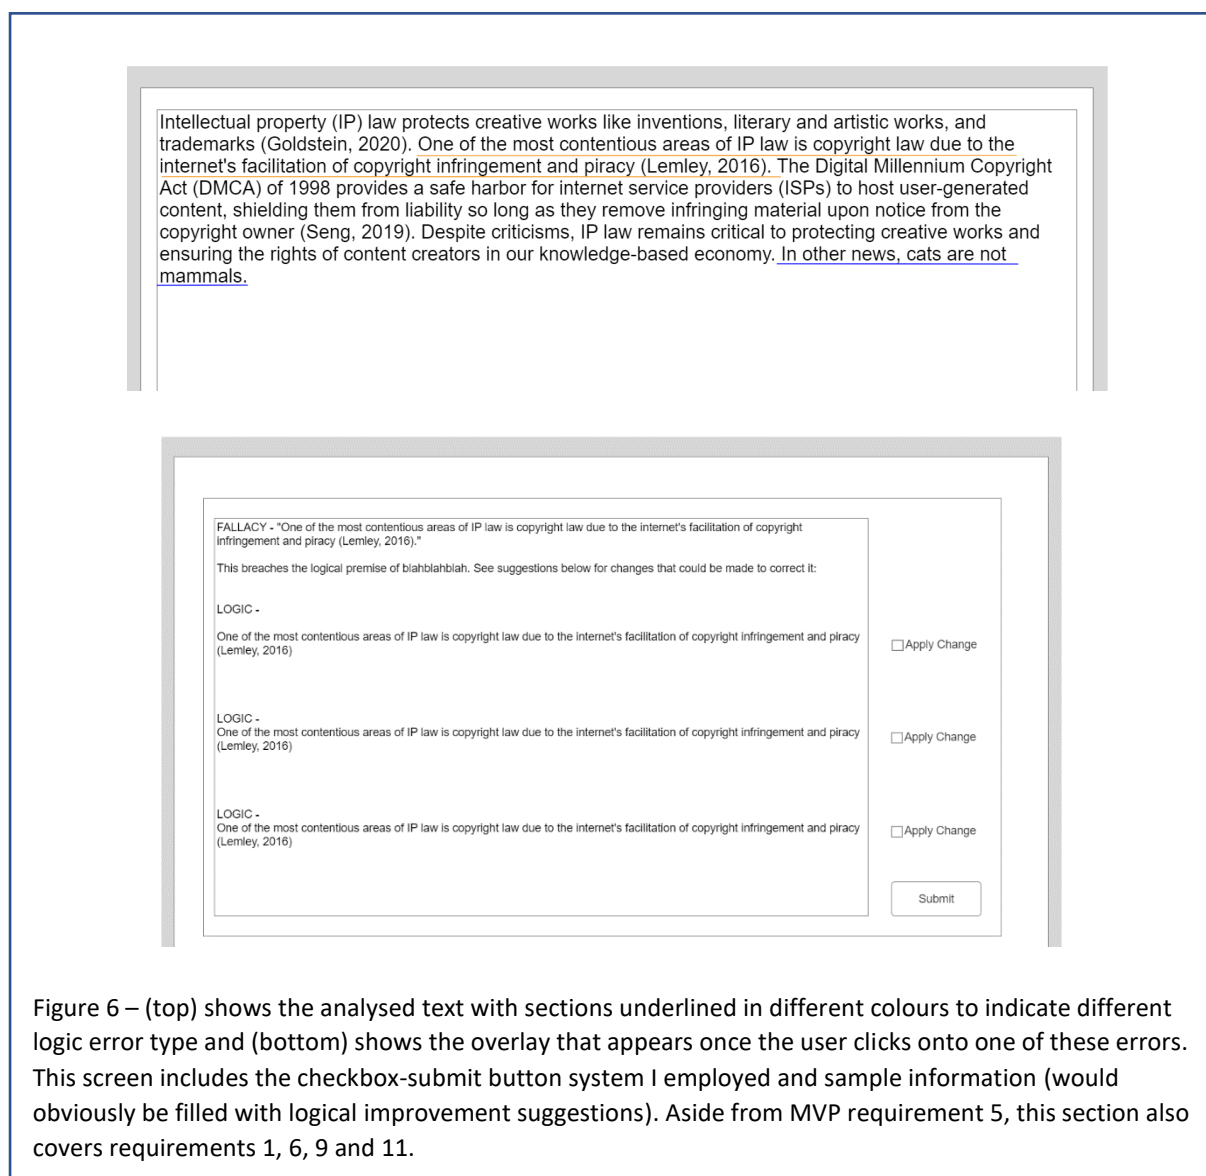 Intellectual property (IP) law protects creative works like inventions, literary and artistic works, and
trademarks (Goldstein, 2020). One of the most contentious areas of IP law is copyright law due to the
internet's facilitation of copyright infringement and piracy (Lemley, 2016). The Digital Millennium Copyright
Act (DMCA) of 1998 provides a safe harbor for internet service providers (ISPs) to host user-generated
content, shielding them from liability so long as they remove infringing material upon notice from the
copyright owner (Seng, 2019). Despite criticisms, IP law remains critical to protecting creative works and
ensuring the rights of content creators in our knowledge-based economy. In other news, cats are not
mammals.
FALLACY - "One of the most contentious areas of IP law is copyright law due to the internet's facilitation of copyright
infringement and piracy (Lemley, 2016)."
This breaches the logical premise of blahblahblah. See suggestions below for changes that could be made to correct it:
LOGIC -
One of the most contentious areas of IP law is copyright law due to the internet's facilitation of copyright infringement and piracy
(Lemley, 2016)
Apply Change
LOGIC -
One of the most contentious areas of IP law is copyright law due to the internet's facilitation of copyright infringement and piracy
(Lemley, 2016)
Apply Change
LOGIC -
One of the most contentious areas of IP law is copyright law due to the internet's facilitation of copyright infringement and piracy
(Lemley, 2016)
Apply Change
Submit
Figure 6 – (top) shows the analysed text with sections underlined in different colours to indicate different
logic error type and (bottom) shows the overlay that appears once the user clicks onto one of these errors.
This screen includes the checkbox-submit button system I employed and sample information (would
obviously be filled with logical improvement suggestions). Aside from MVP requirement 5, this section also
covers requirements 1, 6, 9 and 11.